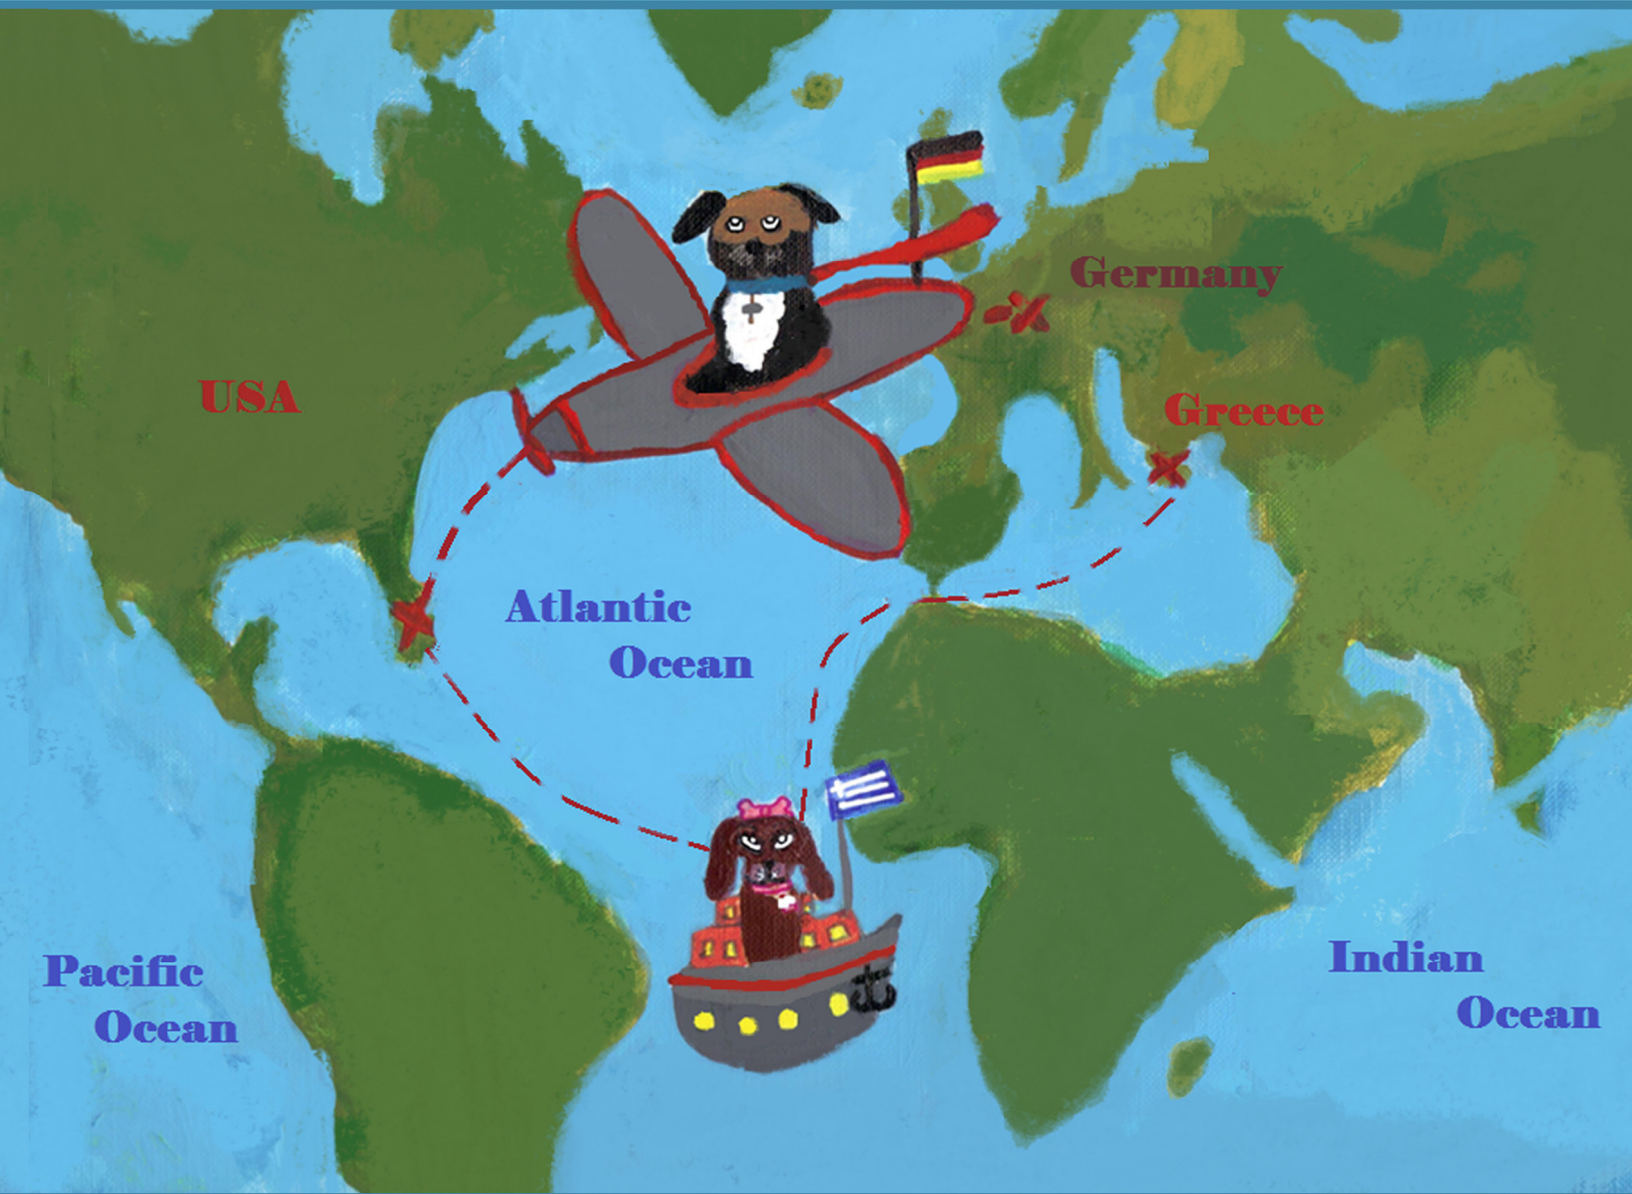 Germany
USA
Greece
Atlantic
Ocean
Pacific
Ocean
Indian
Ocean